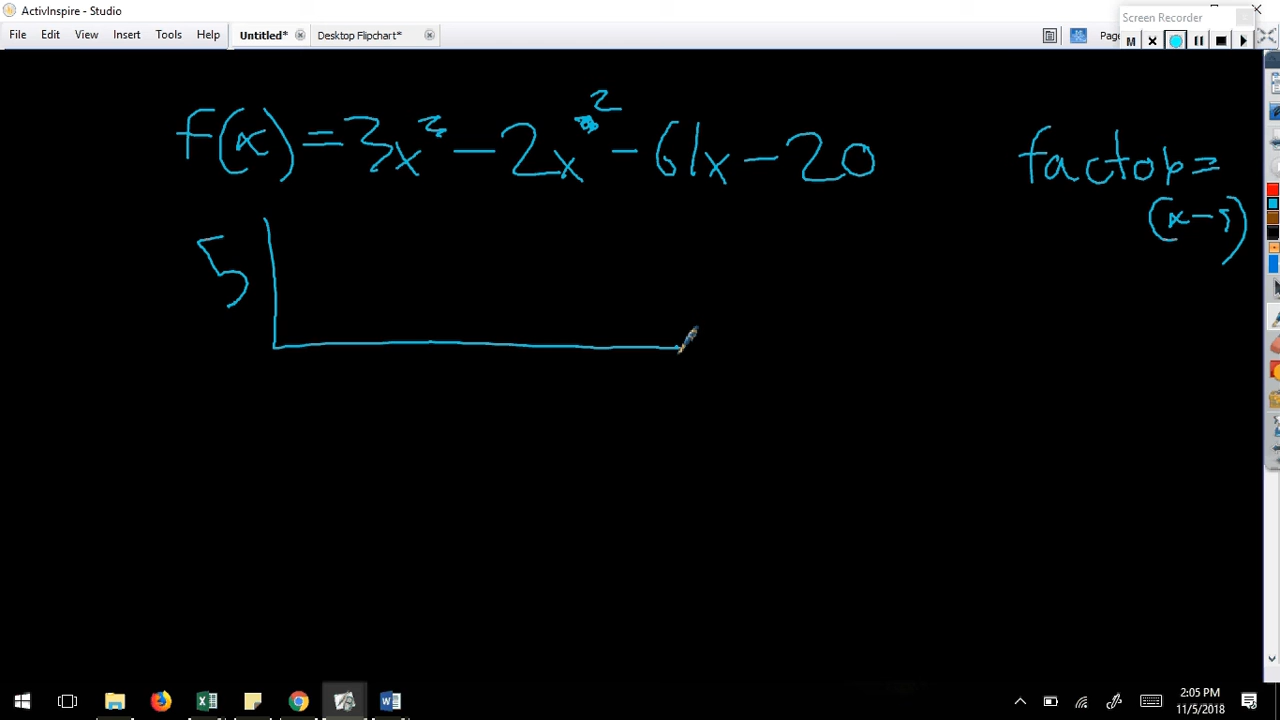 ActivInspire - Studio
Screen Recorder
File Edit View Insert Tools Help Untitled* Desktop Flipchart* Page
M
f(x) = 3x³ - 2x² - 61x - 20
factor =
(x-5)
5
2:05 PM
11/5/2018